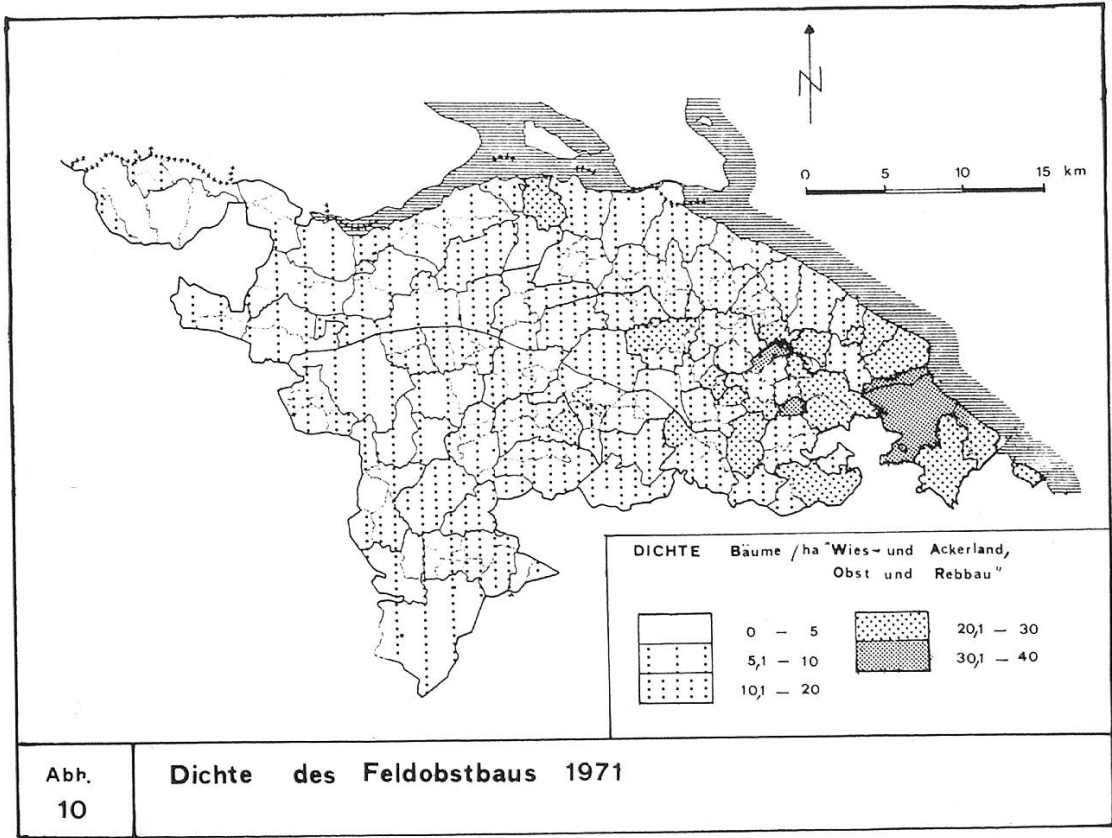 N
0 5 10 15 km
DICHTE Bäume /ha "Wies- und Ackerland,
Obst und Rebbau"
0 – 5
5,1 – 10
10,1 – 20
20,1 – 30
30,1 – 40
Abh.
10
Dichte des Feldobstbaus 1971